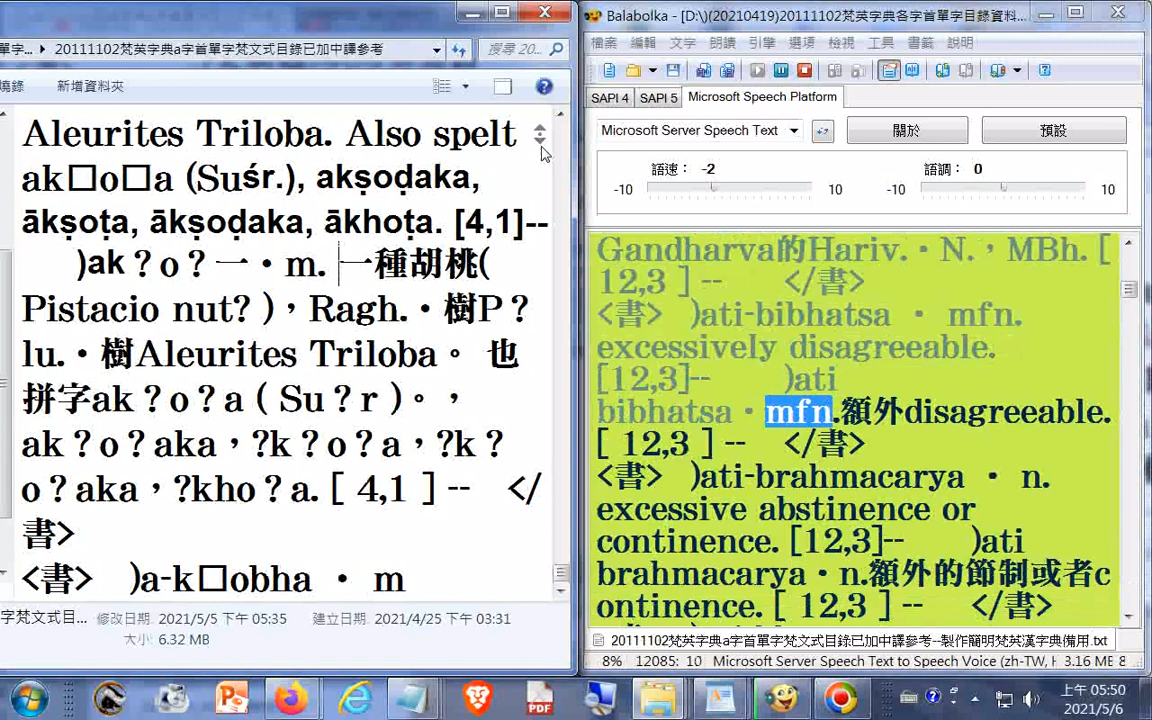 單字... ▸ 20111102梵英字典a字首單字梵文式目錄已加中譯參考
搜尋 20...
燒錄 新增資料夾
Aleurites Triloba. Also spelt
ak□o□a (Suśr.), akṣoḍaka,
ākṣoṭa, ākṣoḍaka, ākhoṭa. [4,1]--
)ak？o？一・m. 一種胡桃(
Pistacio nut? )，Ragh.・樹P？
lu.・樹Aleurites Triloba。 也
拼字ak？o？a ( Su？r )。，
ak？o？aka，?k？o？a，?k？
o？aka，?kho？a. [ 4,1 ] -- </
書>
<書> )a-k□obha ・ m
字梵文式目... 修改日期: 2021/5/5 下午 05:35 建立日期: 2021/4/25 下午 03:31
大小: 6.32 MB
Balabolka - [D:\)(20210419)20111102梵英字典各字首單字目錄資料...
檔案 編輯 文字 朗讀 引擎 選項 檢視 工具 書籤 說明
SAPI 4 SAPI 5 Microsoft Speech Platform
Microsoft Server Speech Text 關於 預設
語速： -2 語調： 0
-10 10 -10 10
Gandharva的Hariv.・N.，MBh. [
12,3 ] -- </書>
<書> )ati-bibhatsa ・ mfn.
excessively disagreeable.
[12,3]-- )ati
bibhatsa・mfn.額外disagreeable.
[ 12,3 ] -- </書>
<書> )ati-brahmacarya ・ n.
excessive abstinence or
continence. [12,3]-- )ati
brahmacarya・n.額外的節制或者c
ontinence. [ 12,3 ] -- </書>
20111102梵英字典a字首單字梵文式目錄已加中譯參考--製作簡明梵英漢字典備用.txt
8% 12085: 10 Microsoft Server Speech Text to Speech Voice (zh-TW, H 3.16 MB 8
上午 05:50
2021/5/6